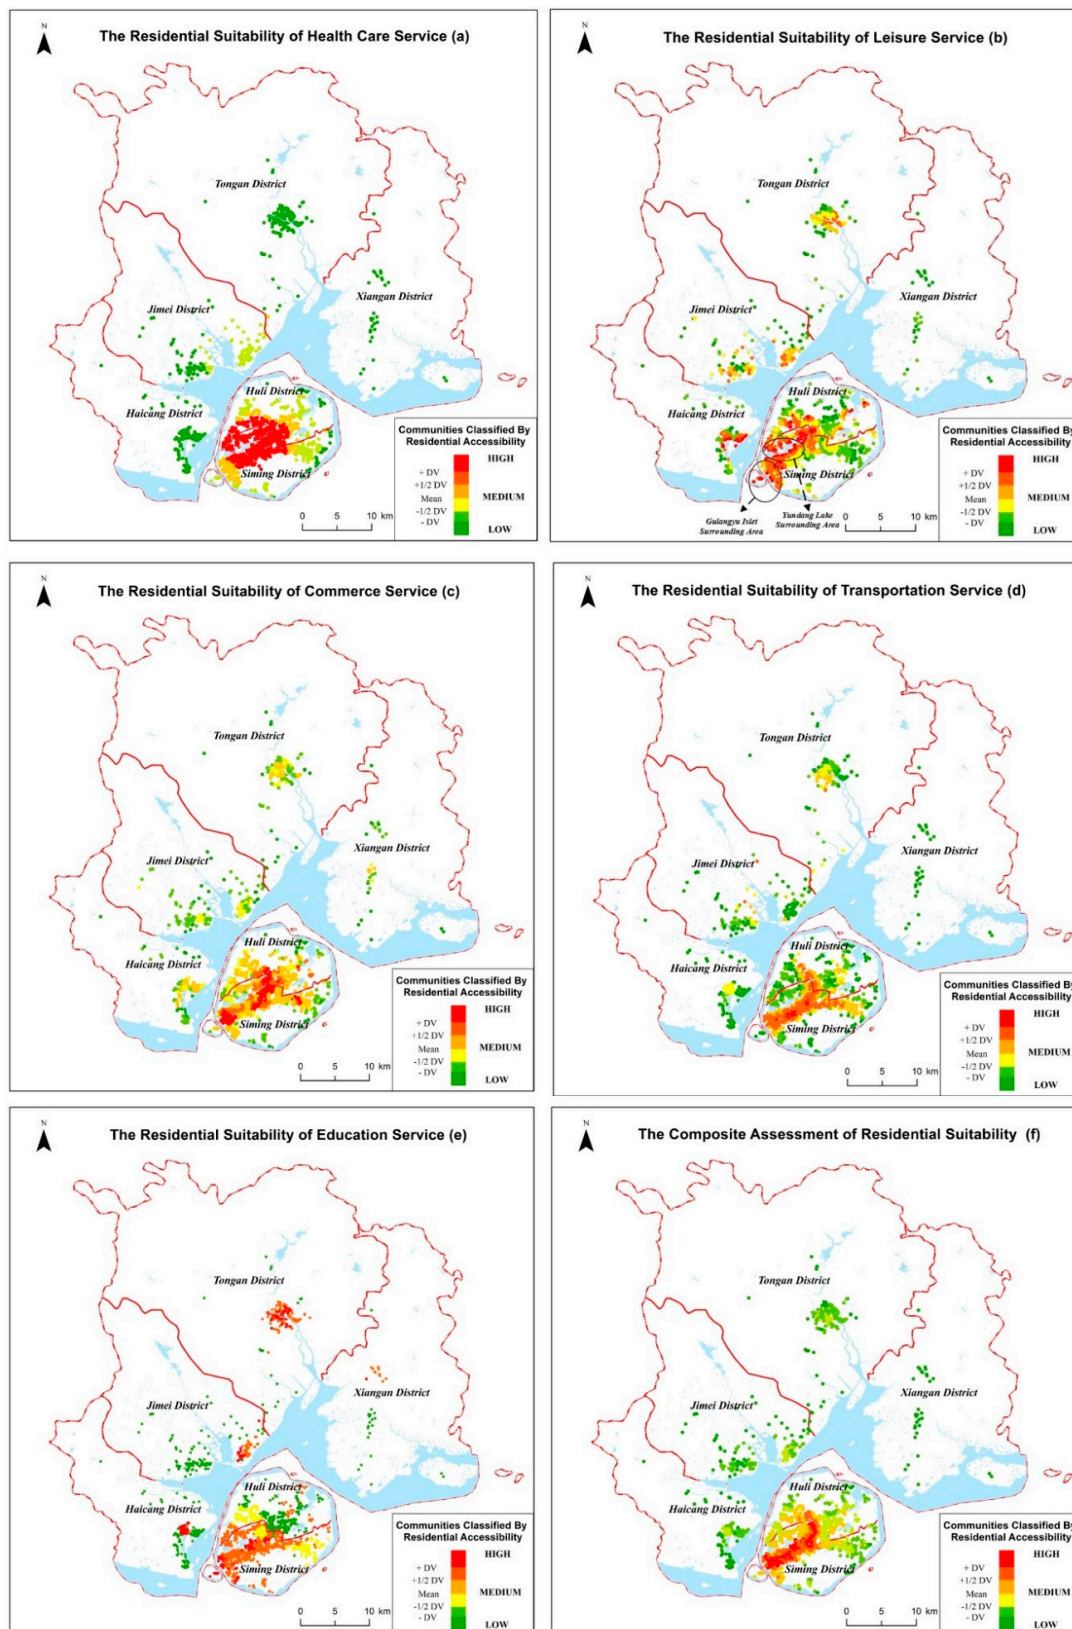 N
The Residential Suitability of Health Care Service (a)
Tongan District
Xiangan District
Jimei District
Huli District
Haicang District
Siming District
Communities Classified By
Residential Accessibility
HIGH
+ DV
+1/2 DV
Mean
MEDIUM
-1/2 DV
- DV
LOW
0 5 10 km
N
The Residential Suitability of Leisure Service (b)
Tongan District
Xiangan District
Jimei District
Huli District
Haicang District
Siming District
Gulangyu Islet
Surrounding Area
Yundang Lake
Surrounding Area
Communities Classified By
Residential Accessibility
HIGH
+ DV
+1/2 DV
Mean
MEDIUM
-1/2 DV
- DV
LOW
0 5 10 km
N
The Residential Suitability of Commerce Service (c)
Tongan District
Xiangan District
Jimei District
Huli District
Haicang District
Siming District
Communities Classified By
Residential Accessibility
HIGH
+ DV
+1/2 DV
Mean
MEDIUM
-1/2 DV
- DV
LOW
0 5 10 km
N
The Residential Suitability of Transportation Service (d)
Tongan District
Xiangan District
Jimei District
Huli District
Haicang District
Siming District
Communities Classified By
Residential Accessibility
HIGH
+ DV
+1/2 DV
Mean
MEDIUM
-1/2 DV
- DV
LOW
0 5 10 km
N
The Residential Suitability of Education Service (e)
Tongan District
Xiangan District
Jimei District
Huli District
Haicang District
Siming District
Communities Classified By
Residential Accessibility
HIGH
+ DV
+1/2 DV
Mean
MEDIUM
-1/2 DV
- DV
LOW
0 5 10 km
N
The Composite Assessment of Residential Suitability (f)
Tongan District
Xiangan District
Jimei District
Huli District
Haicang District
Siming District
Communities Classified By
Residential Accessibility
HIGH
+ DV
+1/2 DV
Mean
MEDIUM
-1/2 DV
- DV
LOW
0 5 10 km